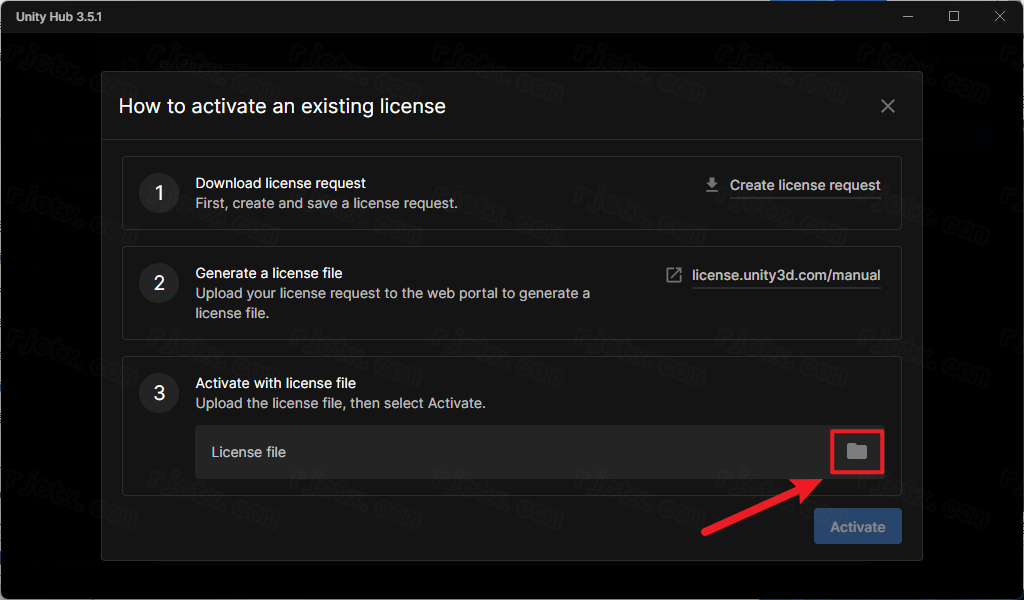 Unity Hub 3.5.1
How to activate an existing license
1
Download license request
First, create and save a license request.
Create license request
2
Generate a license file
Upload your license request to the web portal to generate a
license file.
license.unity3d.com/manual
3
Activate with license file
Upload the license file, then select Activate.
License file
Activate